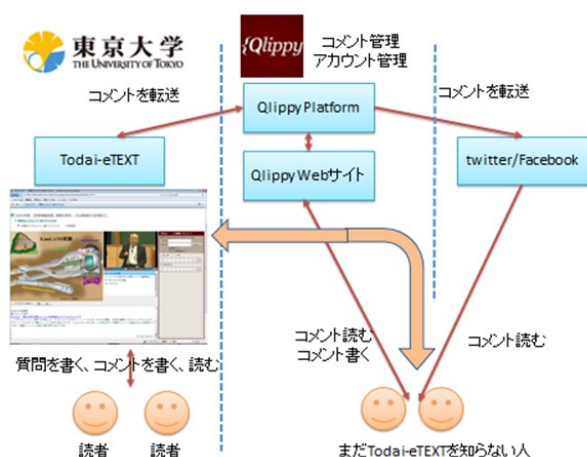 東京大学
THE UNIVERSITY OF TOKYO
{Qlippy}
コメント管理
アカウント管理
コメントを転送
コメントを転送
Qlippy Platform
Todai-eTEXT
Qlippy Webサイト
twitter/Facebook
コメント読む
コメント書く
コメント読む
質問を書く、コメントを書く、読む
読者
読者
まだTodai-eTEXTを知らない人